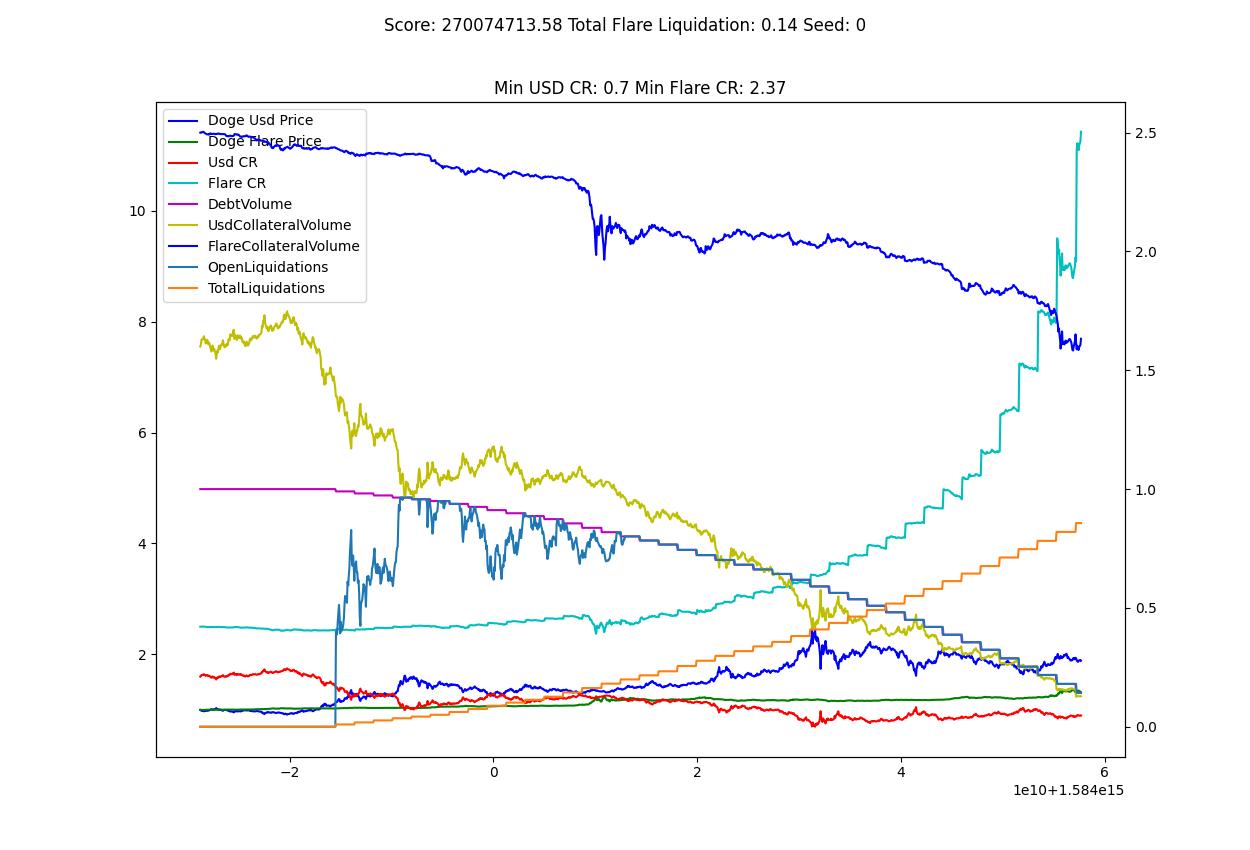 Score: 270074713.58 Total Flare Liquidation: 0.14 Seed: 0
Min USD CR: 0.7 Min Flare CR: 2.37
Doge Usd Price
Doge Flare Price
Usd CR
Flare CR
DebtVolume
UsdCollateralVolume
FlareCollateralVolume
OpenLiquidations
TotalLiquidations
10
8
6
4
2
2.5
2.0
1.5
1.0
0.5
0.0
−2 0 2 4 6
1e10+1.584e15